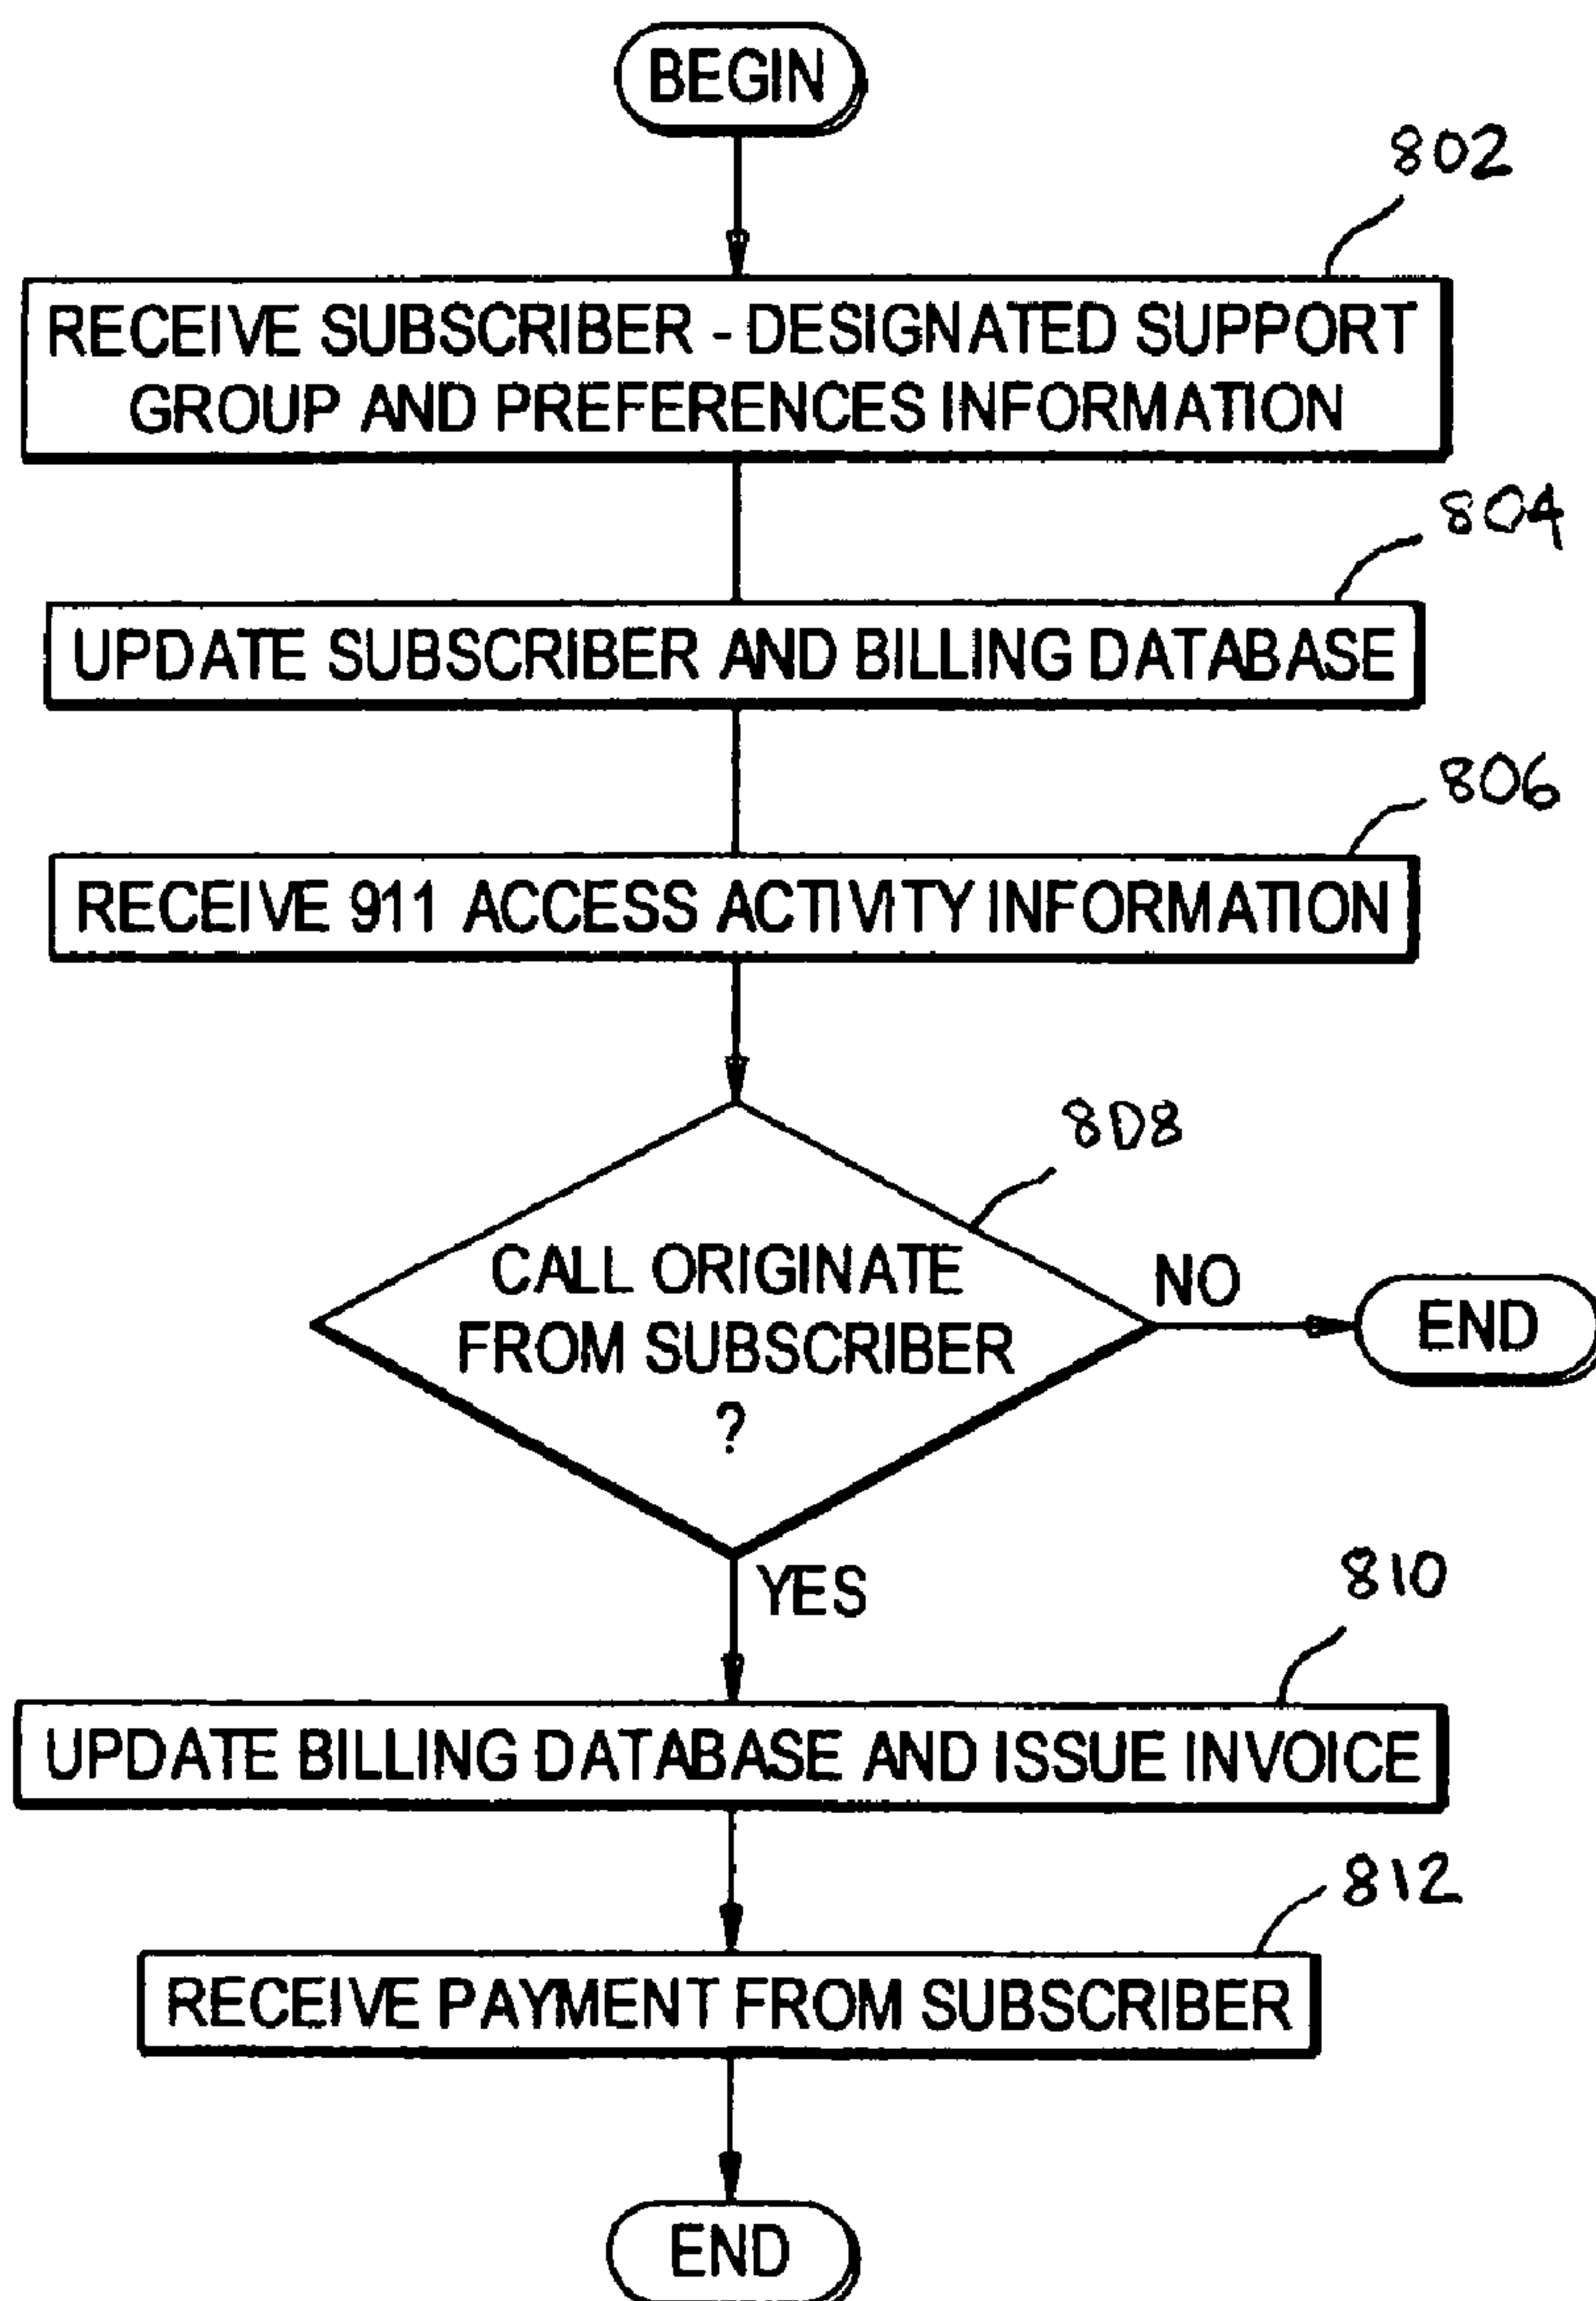 BEGIN
802
RECEIVE SUBSCRIBER - DESIGNATED SUPPORT
GROUP AND PREFERENCES INFORMATION
804
UPDATE SUBSCRIBER AND BILLING DATABASE
806
RECEIVE 911 ACCESS ACTIVITY INFORMATION
808
CALL ORIGINATE
FROM SUBSCRIBER
?
NO
END
YES
810
UPDATE BILLING DATABASE AND ISSUE INVOICE
812
RECEIVE PAYMENT FROM SUBSCRIBER
END